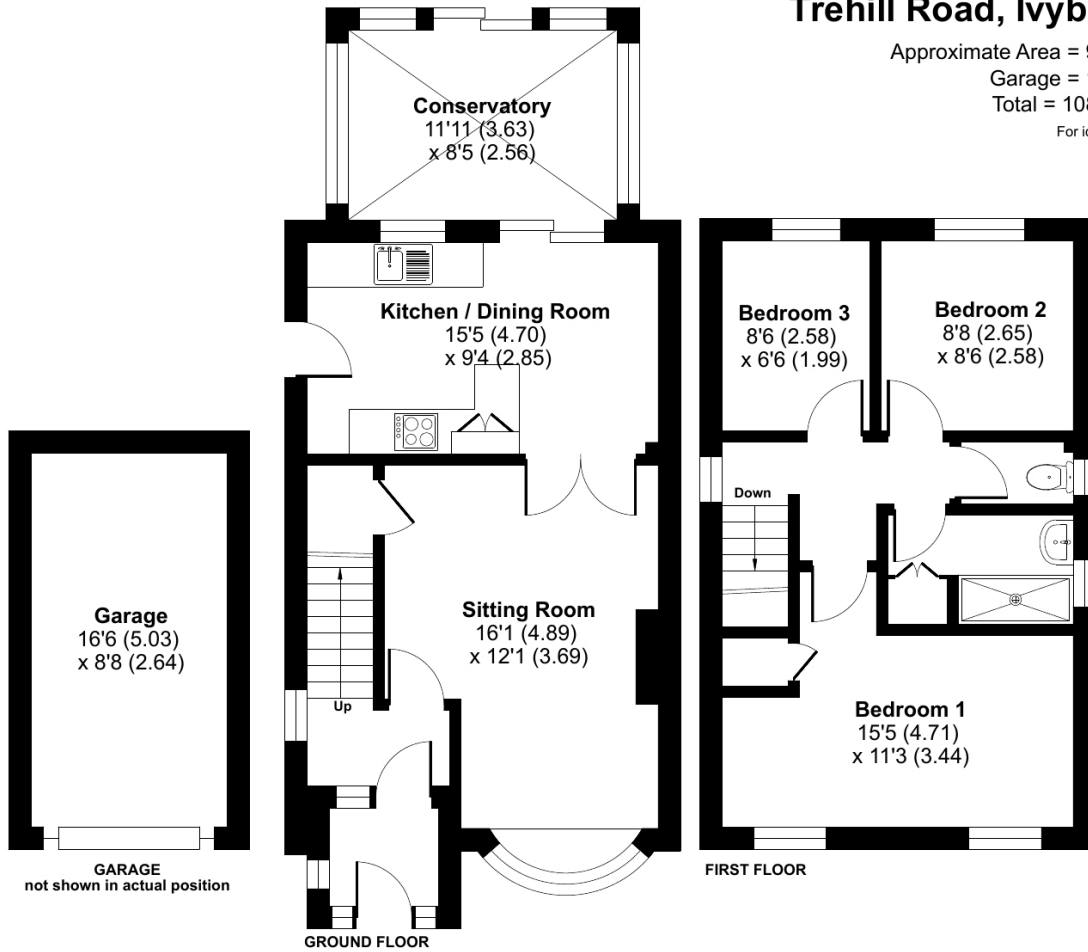 Trehill Road, Ivyb
Approximate Area = 9
Garage =
Total = 108
For
Conservatory
11'11 (3.63)
x 8'5 (2.56)
Kitchen / Dining Room
15'5 (4.70)
x 9'4 (2.85)
Bedroom 3
8'6 (2.58)
x 6'6 (1.99)
Bedroom 2
8'8 (2.65)
x 8'6 (2.58)
Down
Garage
16'6 (5.03)
x 8'8 (2.64)
Sitting Room
16'1 (4.89)
x 12'1 (3.69)
Up
Bedroom 1
15'5 (4.71)
x 11'3 (3.44)
GARAGE
not shown in actual position
FIRST FLOOR
GROUND FLOOR